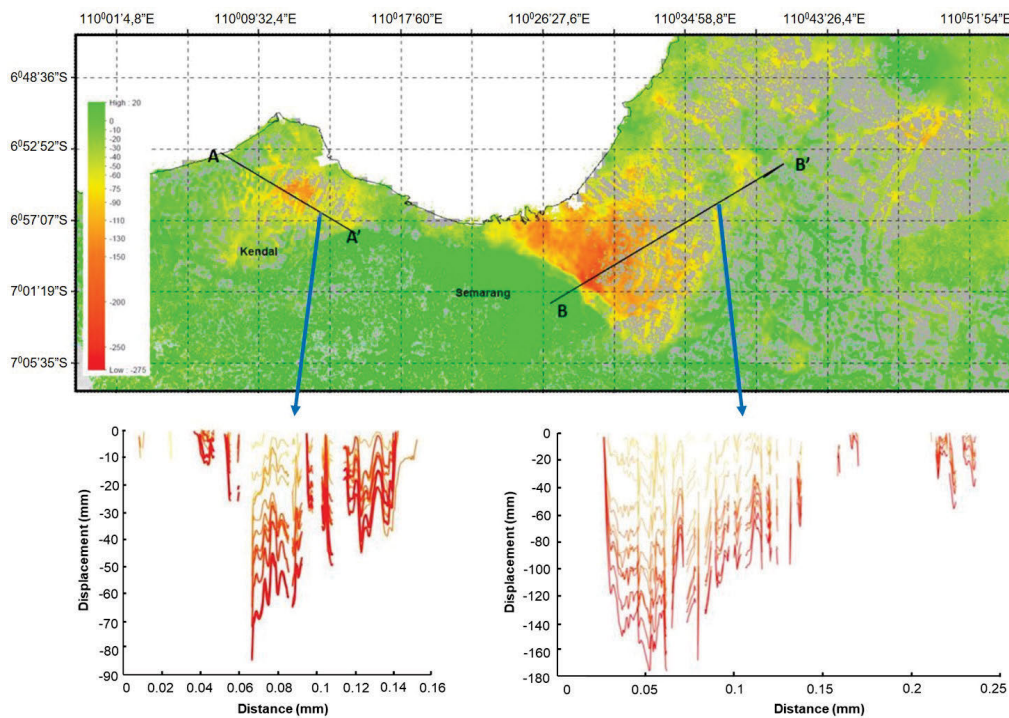 110⁰01'4,8"E 110⁰09'32,4"E 110⁰17'60"E 110⁰26'27,6"E 110⁰34'58,8"E 110⁰43'26,4"E 110⁰51'54"E
6⁰48'36"S
6⁰52'52"S
6⁰57'07"S
7⁰01'19"S
7⁰05'35"S
High : 20
-0
-10
-20
-30
-40
-50
-60
-75
-90
-110
-130
-150
-200
-250
Low : -275
A
A'
Kendal
Semarang
B
B'
Displacement (mm)
0
-10
-20
-30
-40
-50
-60
-70
-80
-90
0 0.02 0.04 0.06 0.08 0.1 0.12 0.14 0.16
Distance (mm)
Displacement (mm)
0
-20
-40
-60
-80
-100
-120
-140
-160
-180
0 0.05 0.1 0.15 0.2 0.25
Distance (mm)